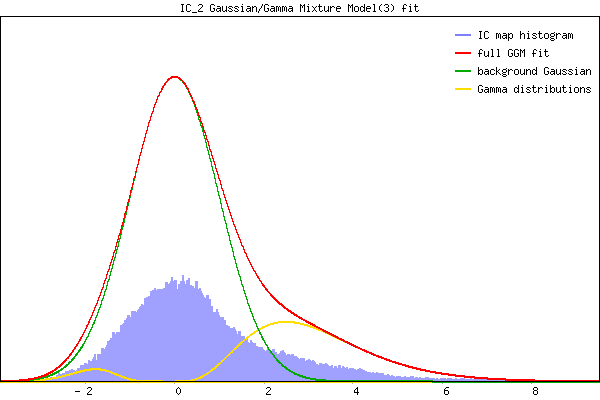 IC_2 Gaussian/Gamma Mixture Model(3) fit
IC map histogram
full GGM fit
background Gaussian
Gamma distributions
-2 0 2 4 6 8